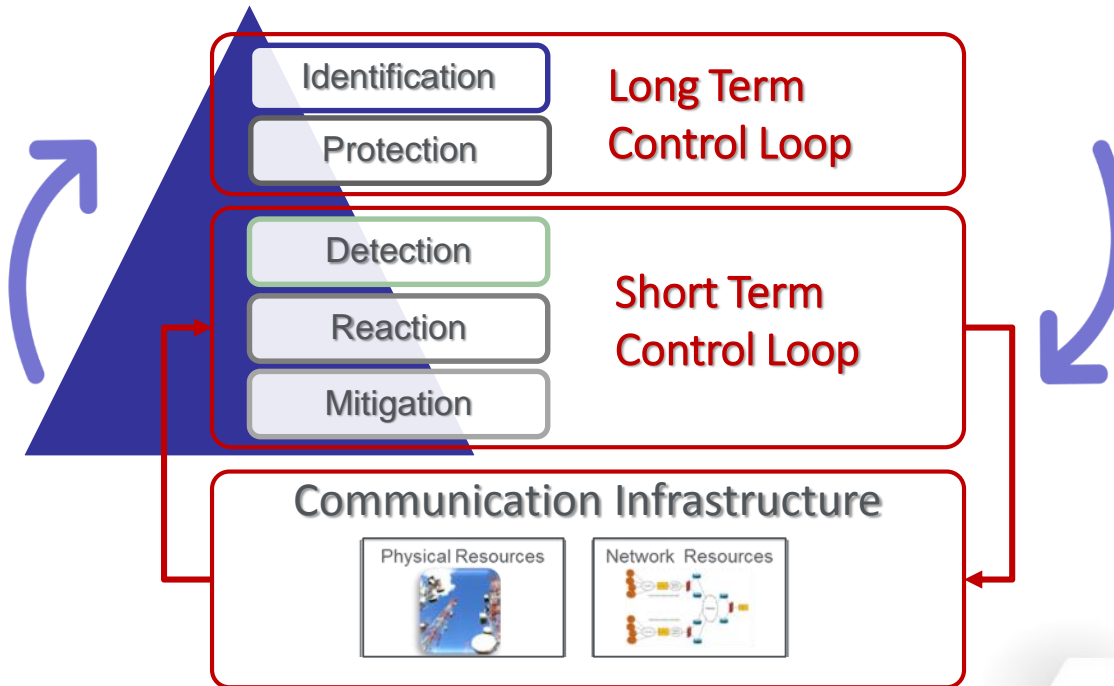 Identification
Protection
Long Term
Control Loop
Detection
Reaction
Mitigation
Short Term
Control Loop
Communication Infrastructure
Physical Resources
Network Resources